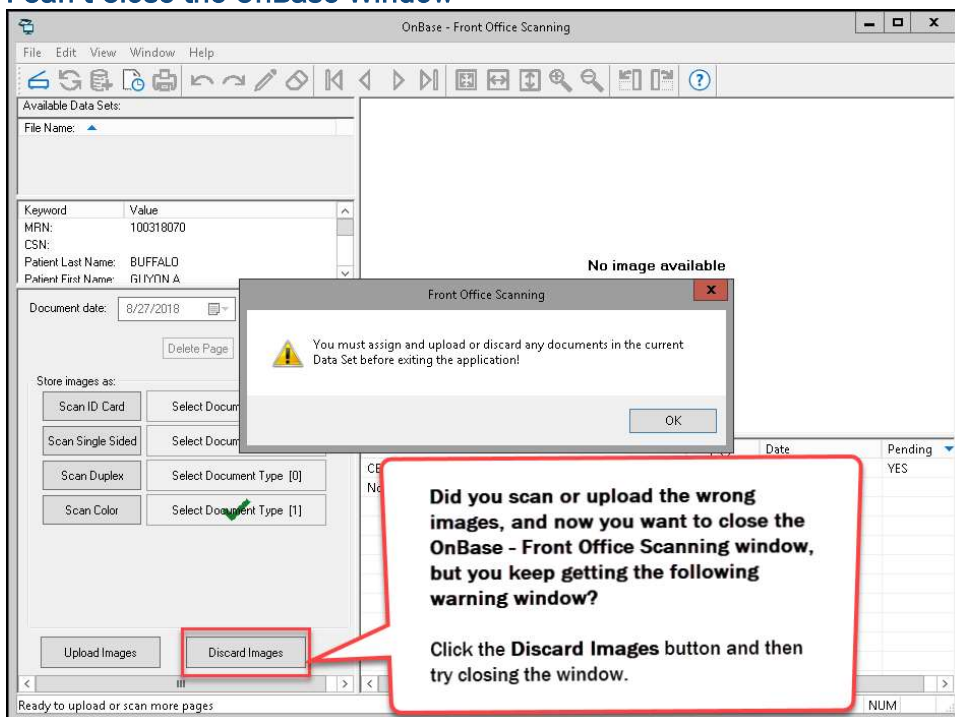 I can't close the OnBase window
OnBase - Front Office Scanning
File Edit View Window Help
Available Data Sets:
File Name:
Keyword Value
MRN: 100318070
CSN:
Patient Last Name: BUFFALO
Patient First Name: GUYON A
No image available
Document date: 8/27/2018
Delete Page
Store images as:
Scan ID Card Select Docum
Scan Single Sided Select Docum
Scan Duplex Select Document Type [0]
Scan Color Select Document Type [1]
Upload Images Discard Images
Front Office Scanning
You must assign and upload or discard any documents in the current
Data Set before exiting the application!
OK
Date Pending
YES
Did you scan or upload the wrong
images, and now you want to close the
OnBase - Front Office Scanning window,
but you keep getting the following
warning window?
Click the Discard Images button and then
try closing the window.
Ready to upload or scan more pages
NUM